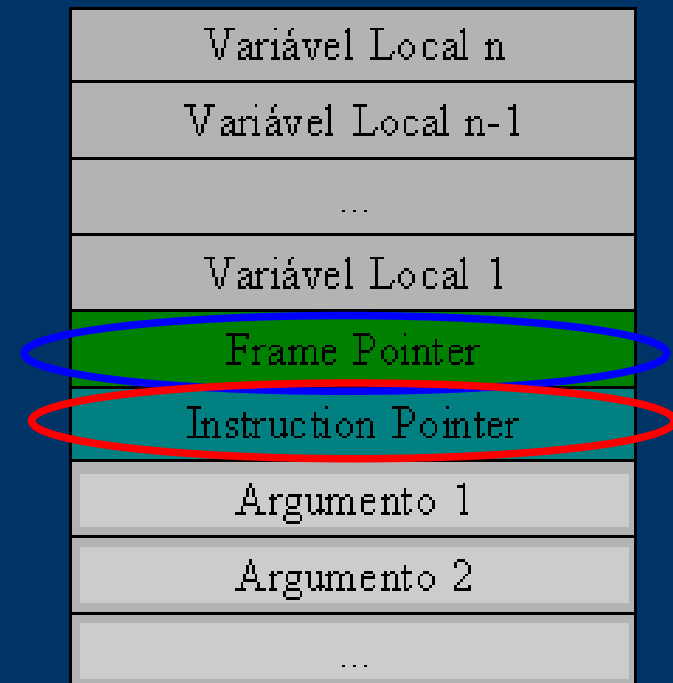 Variável Local n
Variável Local n-1
...
Variável Local 1
Frame Pointer
Instruction Pointer
Argumento 1
Argumento 2
...